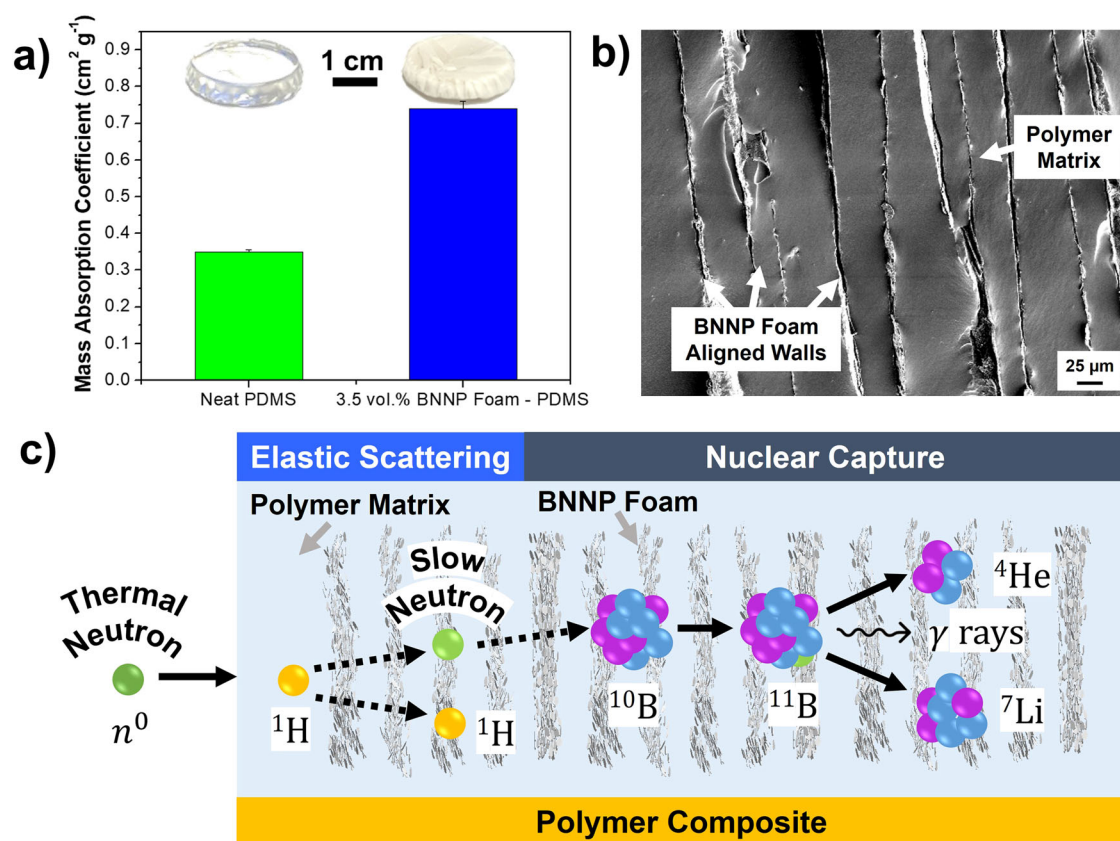 a)
Mass Absorption Coefficient (cm² g⁻¹)
0.9
0.8
0.7
0.6
0.5
0.4
0.3
0.2
0.1
0.0
1 cm
Neat PDMS
3.5 vol.% BNNP Foam - PDMS
b)
Polymer
Matrix
BNNP Foam
Aligned Walls
25 µm
c)
Elastic Scattering
Nuclear Capture
Polymer Matrix
BNNP Foam
Thermal
Neutron
n⁰
Slow
Neutron
¹H
¹H
¹⁰B
¹¹B
⁴He
γ rays
⁷Li
Polymer Composite